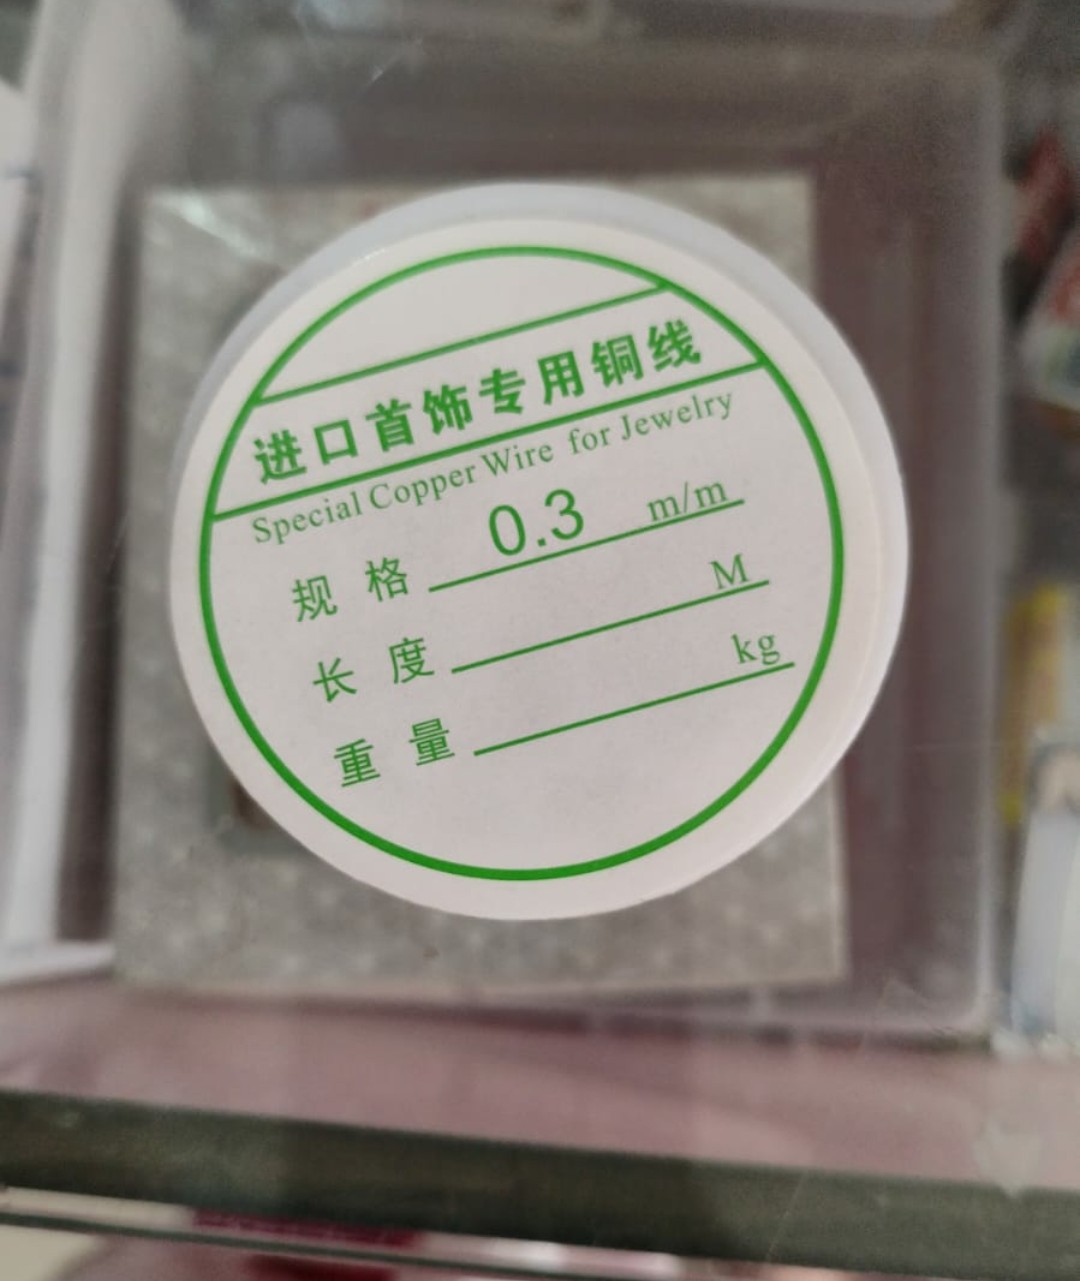 进口首饰专用铜线
Special Copper Wire for Jewelry
规格 0.3 m/m
长度 M
重量 kg